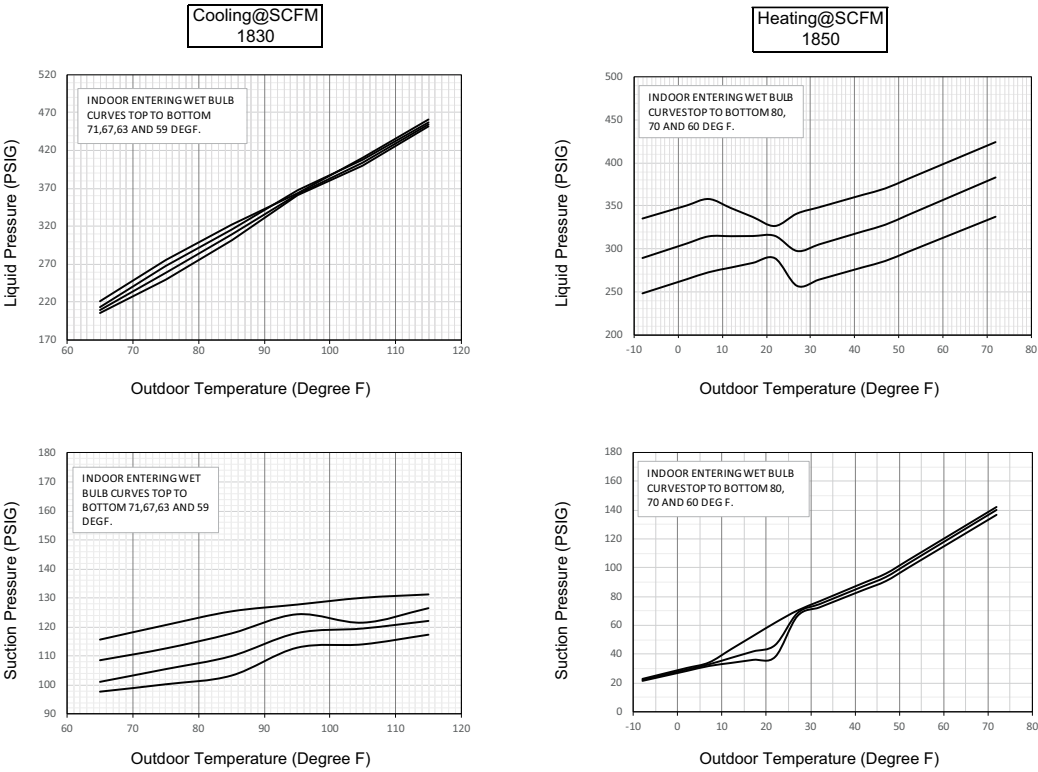 Cooling@SCFM
1830
Heating@SCFM
1850
Liquid Pressure (PSIG)
520
470
420
370
320
270
220
170
INDOOR ENTERING WET BULB
CURVES TOP TO BOTTOM
71,67,63 AND 59 DEGF.
60 70 80 90 100 110 120
Outdoor Temperature (Degree F)
Liquid Pressure (PSIG)
500
450
400
350
300
250
200
INDOOR ENTERING WET BULB
CURVESTOP TO BOTTOM 80,
70 AND 60 DEG F.
-10 0 10 20 30 40 50 60 70 80
Outdoor Temperature (Degree F)
Suction Pressure (PSIG)
180
170
160
150
140
130
120
110
100
90
INDOOR ENTERING WET
BULB CURVES TOP TO
BOTTOM 71,67,63 AND 59
DEGF.
60 70 80 90 100 110 120
Outdoor Temperature (Degree F)
Suction Pressure (PSIG)
180
160
140
120
100
80
60
40
20
0
INDOOR ENTERING WET BULB
CURVESTOP TO BOTTOM 80,
70 AND 60 DEG F.
-10 0 10 20 30 40 50 60 70 80
Outdoor Temperature (Degree F)